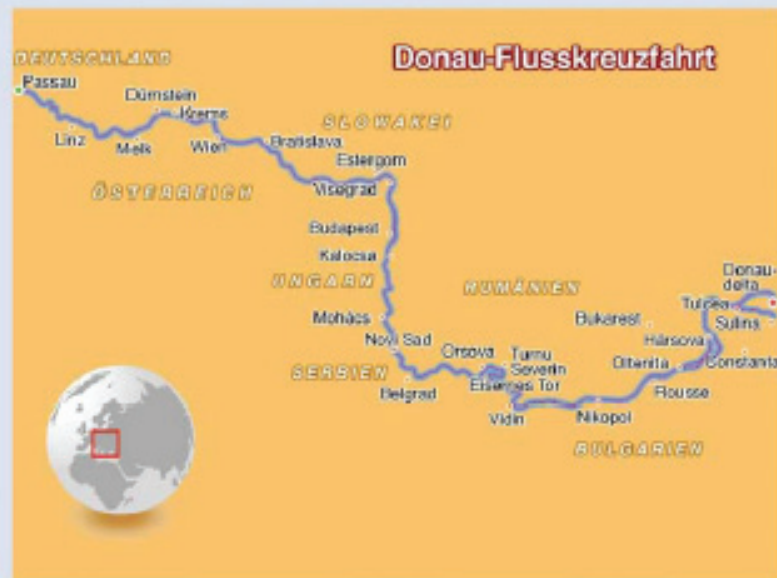 Donau-Flusskreuzfahrt
DEUTSCHLAND
Passau
Dürnstein
Krems
Linz
Melk
Wien
SLOWAKEI
Bratislava
Estergom
ÖSTERREICH
Visegrad
Budapest
Kalocsa
UNGARN
RUMÄNIEN
Donau-
delta
Tulcea
Sulina
Bukarest
Mohács
Hârsova
Novi Sad
Orsova
Turnu
Severin
Oltenita
Constanta
SERBIEN
Eisernes Tor
Belgrad
Rousse
Vidin
Nikopol
BULGARIEN